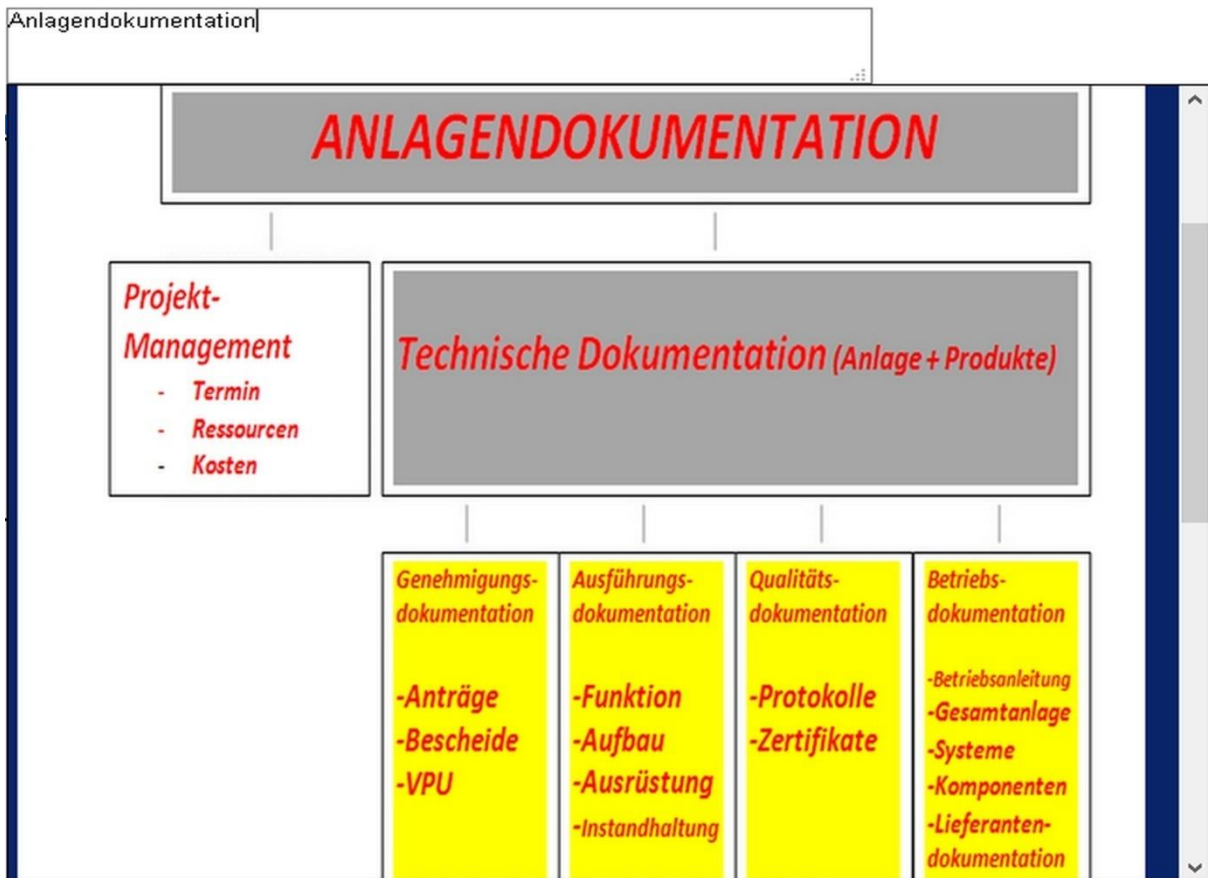 Anlagendokumentation
ANLAGENDOKUMENTATION
Projekt-
Management
- Termin
- Ressourcen
- Kosten
Technische Dokumentation (Anlage + Produkte)
Genehmigungs-
dokumentation
-Anträge
-Bescheide
-VPU
Ausführungs-
dokumentation
-Funktion
-Aufbau
-Ausrüstung
-Instandhaltung
Qualitäts-
dokumentation
-Protokolle
-Zertifikate
Betriebs-
dokumentation
-Betriebsanleitung
-Gesamtanlage
-Systeme
-Komponenten
-Lieferanten-
dokumentation